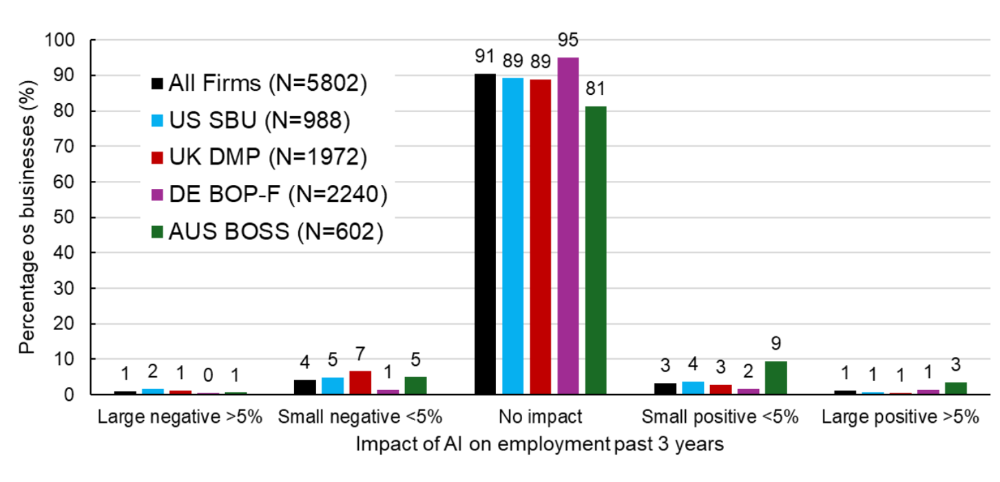 100
90
80
70
60
50
40
30
20
10
0
Percentage os businesses (%)
All Firms (N=5802)
US SBU (N=988)
UK DMP (N=1972)
DE BOP-F (N=2240)
AUS BOSS (N=602)
1 2 1 0 1
4 5 7 1 5
91 89 89 95 81
3 4 3 2 9
1 1 1 1 3
Large negative >5% Small negative <5% No impact Small positive <5% Large positive >5%
Impact of AI on employment past 3 years